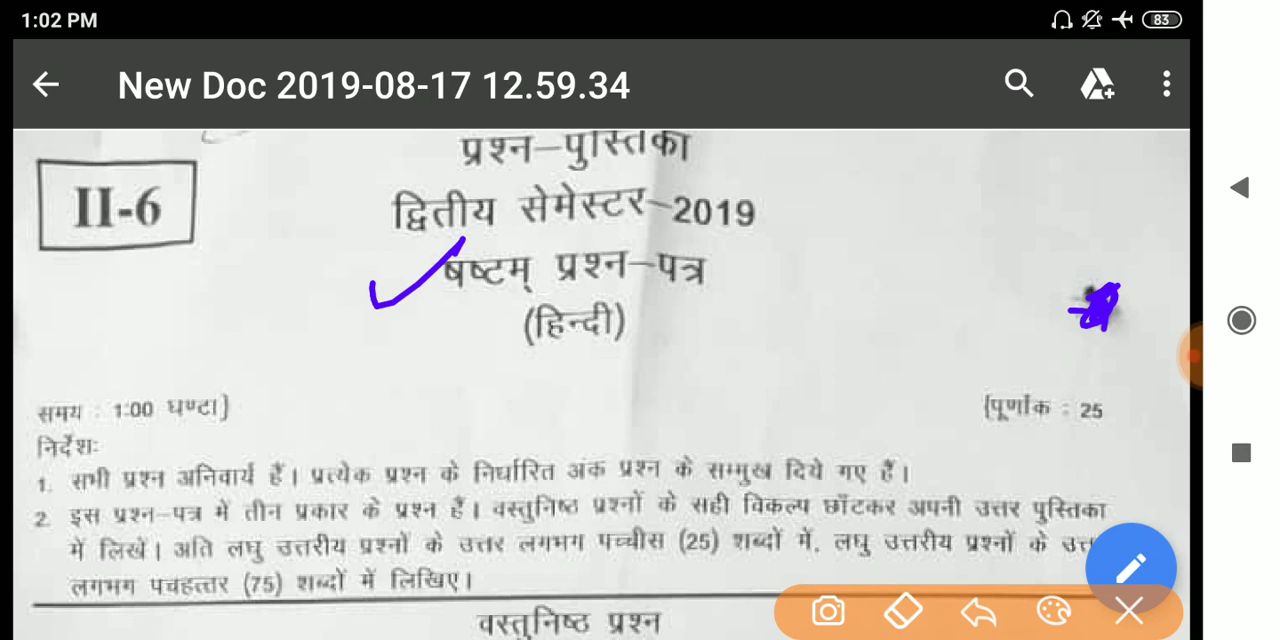 1:02 PM
83
New Doc 2019-08-17 12.59.34
प्रश्न–पुस्तिका
II-6
द्वितीय सेमेस्टर–2019
षष्टम् प्रश्न–पत्र
(हिन्दी)
समय : 1:00 घण्टा}
{पूर्णांक : 25
निर्देशः
1. सभी प्रश्न अनिवार्य हैं। प्रत्येक प्रश्न के निर्धारित अंक प्रश्न के सम्मुख दिये गए हैं।
2. इस प्रश्न–पत्र में तीन प्रकार के प्रश्न हैं। वस्तुनिष्ठ प्रश्नों के सही विकल्प छाँटकर अपनी उत्तर पुस्तिका
में लिखें। अति लघु उत्तरीय प्रश्नों के उत्तर लगभग पच्चीस (25) शब्दों में, लघु उत्तरीय प्रश्नों के
लगभग पचहत्तर (75) शब्दों में लिखिए।
वस्तुनिष्ठ प्रश्न